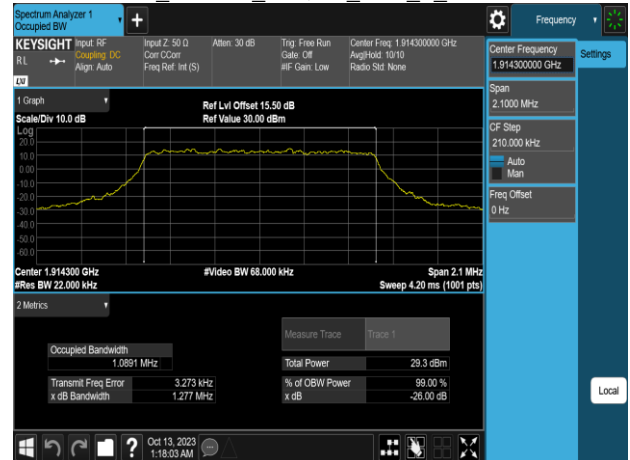 Spectrum Analyzer 1
Occupied BW
Frequency
KEYSIGHT
RL
LXI
Input: RF
Coupling: DC
Align: Auto
Input Z: 50 Ω
Corr CCorr
Freq Ref: Int (S)
Atten: 30 dB
Trig: Free Run
Gate: Off
#IF Gain: Low
Center Freq: 1.914300000 GHz
Avg|Hold: 10/10
Radio Std: None
Center Frequency
1.914300000 GHz
Settings
Span
2.1000 MHz
CF Step
210.000 kHz
Auto
Man
Freq Offset
0 Hz
1 Graph
Scale/Div 10.0 dB
Ref Lvl Offset 15.50 dB
Ref Value 30.00 dBm
Log
20.0
10.0
0.00
-10.0
-20.0
-30.0
-40.0
-50.0
-60.0
Center 1.914300 GHz
#Res BW 22.000 kHz
#Video BW 68.000 kHz
Span 2.1 MHz
Sweep 4.20 ms (1001 pts)
2 Metrics
Measure Trace
Trace 1
Occupied Bandwidth
1.0891 MHz
Total Power
29.3 dBm
Transmit Freq Error
3.273 kHz
% of OBW Power
99.00 %
x dB Bandwidth
1.277 MHz
x dB
-26.00 dB
Local
Oct 13, 2023
1:18:03 AM